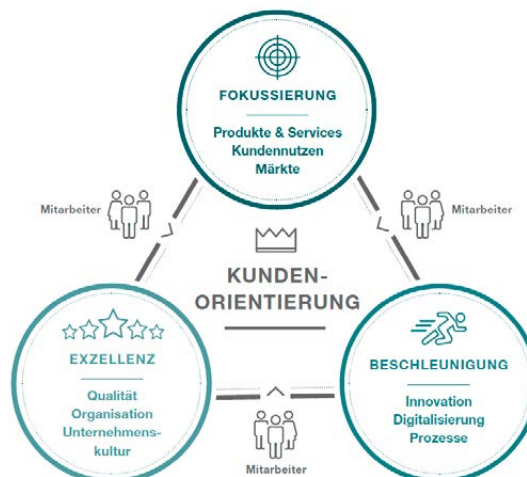 FOKUSSIERUNG
Produkte & Services
Kundennutzen
Märkte
Mitarbeiter
Mitarbeiter
KUNDEN-
ORIENTIERUNG
EXZELLENZ
Qualität
Organisation
Unternehmens-
kultur
BESCHLEUNIGUNG
Innovation
Digitalisierung
Prozesse
Mitarbeiter